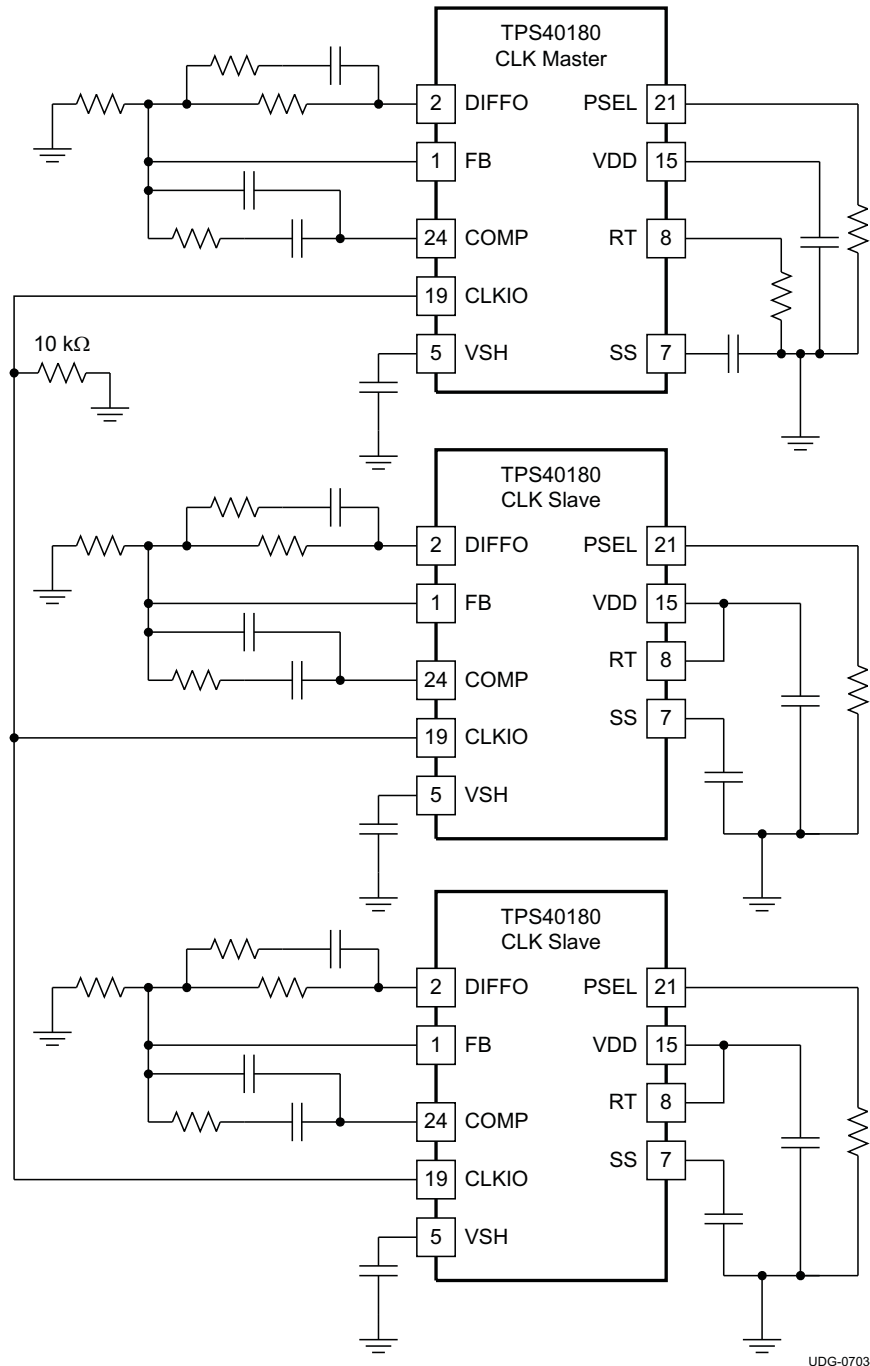 TPS40180
CLK Master
2 DIFFO PSEL 21
1 FB VDD 15
24 COMP RT 8
19 CLKIO
10 kΩ
5 VSH SS 7
TPS40180
CLK Slave
2 DIFFO PSEL 21
1 FB VDD 15
RT 8
24 COMP
SS 7
19 CLKIO
5 VSH
TPS40180
CLK Slave
2 DIFFO PSEL 21
1 FB VDD 15
RT 8
24 COMP
SS 7
19 CLKIO
5 VSH
UDG-0703